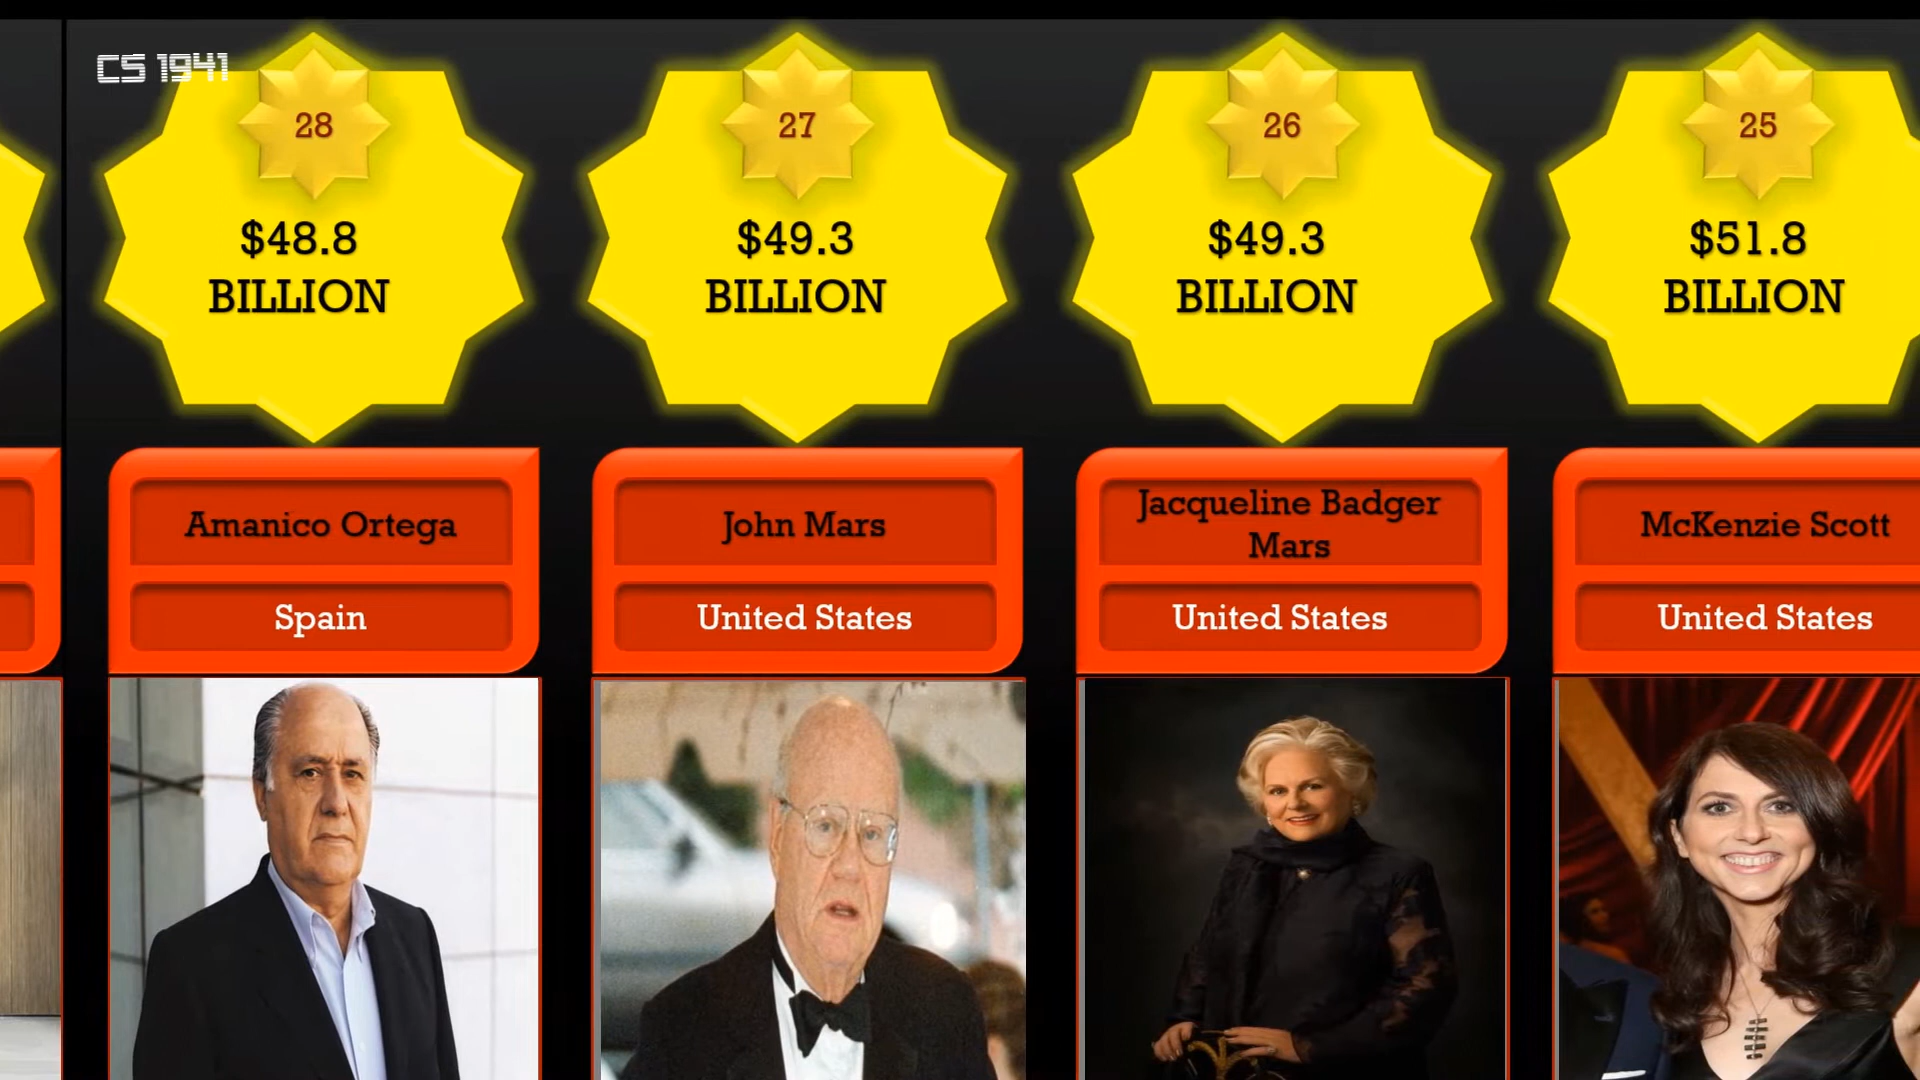 CS 1941
28
$48.8
BILLION
Amanico Ortega
Spain
27
$49.3
BILLION
John Mars
United States
26
$49.3
BILLION
Jacqueline Badger
Mars
United States
25
$51.8
BILLION
McKenzie Scott
United States